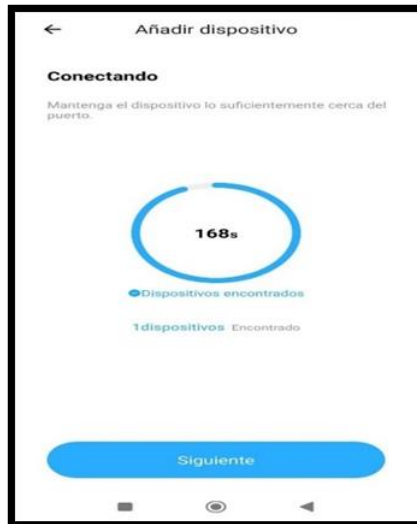 Añadir dispositivo
Conectando
Mantenga el dispositivo lo suficientemente cerca del
puerto.
168s
Dispositivos encontrados
1dispositivos Encontrado
Siguiente